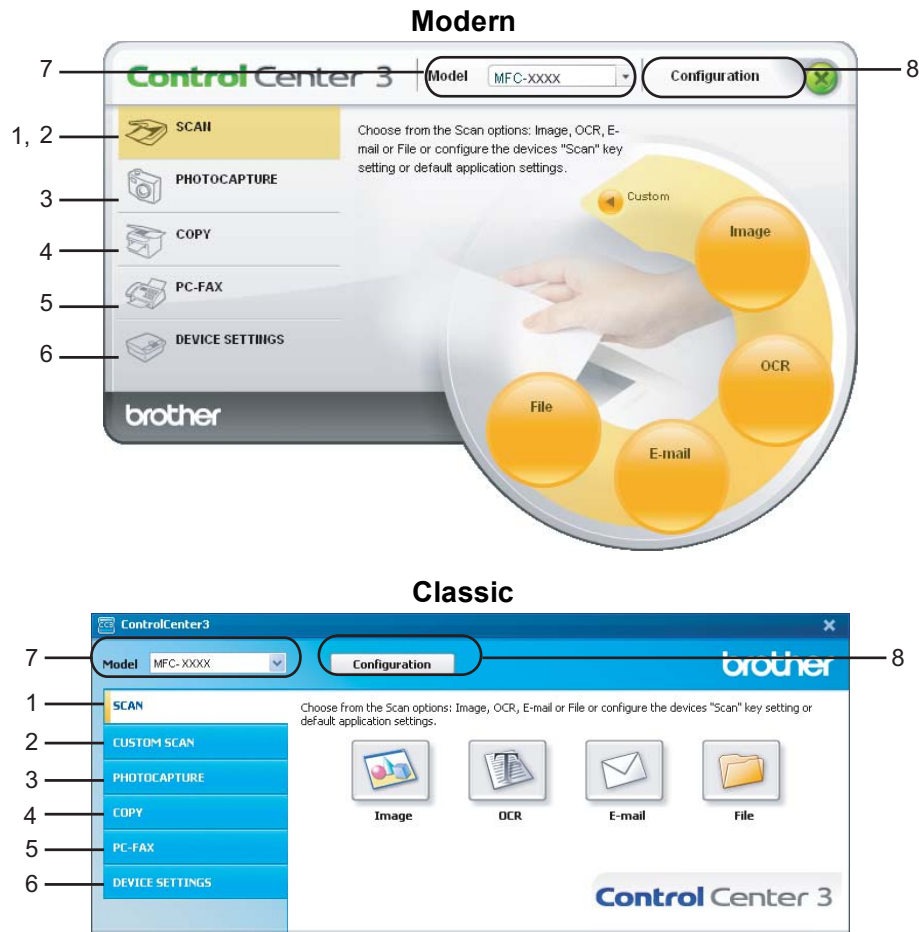 Modern
7
Control Center 3
Model
MFC-XXXX
Configuration
8
1, 2
SCAN
Choose from the Scan options: Image, OCR, E-
mail or File or configure the devices "Scan" key
setting or default application settings.
3
PHOTOCAPTURE
Custom
Image
4
COPY
5
PC-FAX
6
DEVICE SETTINGS
OCR
File
E-mail
brother
Classic
ControlCenter3
7
Model
MFC-XXXX
Configuration
brother
8
1
SCAN
Choose from the Scan options: Image, OCR, E-mail or File or configure the devices "Scan" key setting or
default application settings.
2
CUSTOM SCAN
3
PHOTOCAPTURE
4
COPY
Image
OCR
E-mail
File
5
PC-FAX
6
DEVICE SETTINGS
Control Center 3